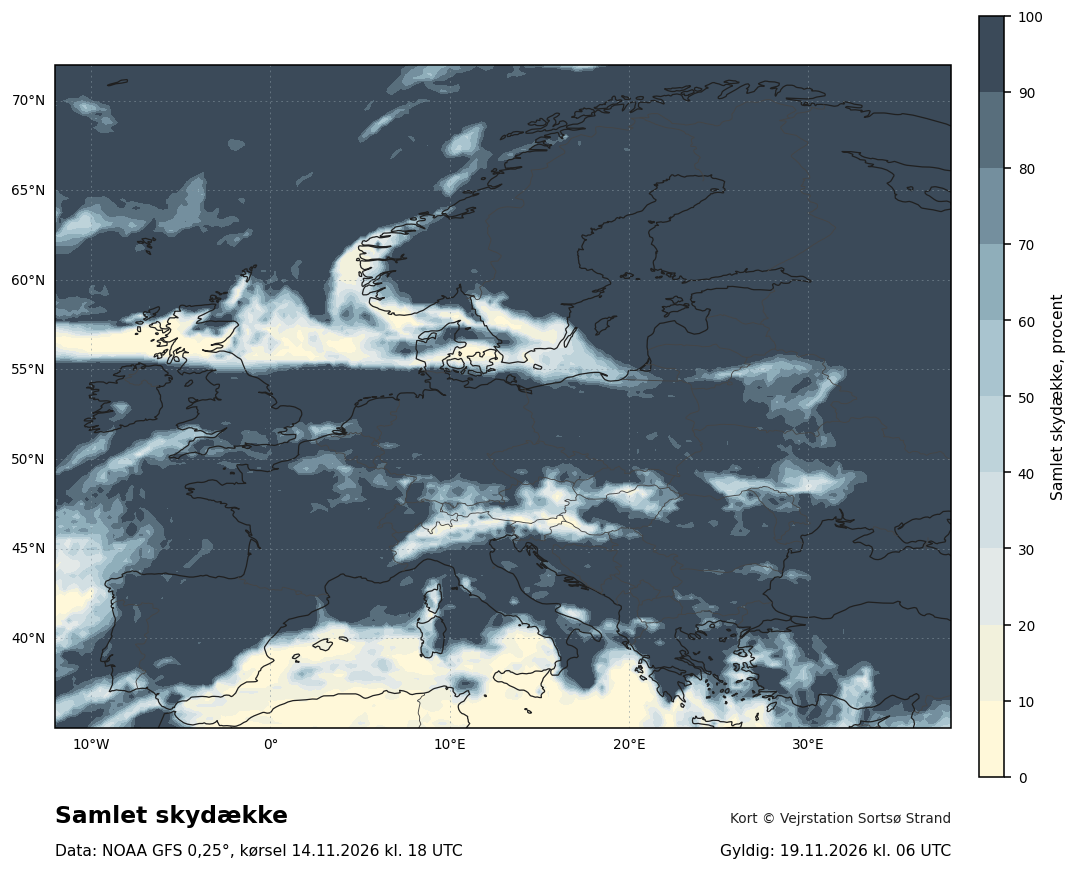 100
90
80
70
60
50
40
30
20
10
0
Samlet skydække, procent
70°N
65°N
60°N
55°N
50°N
45°N
40°N
10°W
0°
10°E
20°E
30°E
Samlet skydække
Kort © Vejrstation Sortsø Strand
Data: NOAA GFS 0,25°, kørsel 14.11.2026 kl. 18 UTC
Gyldig: 19.11.2026 kl. 06 UTC